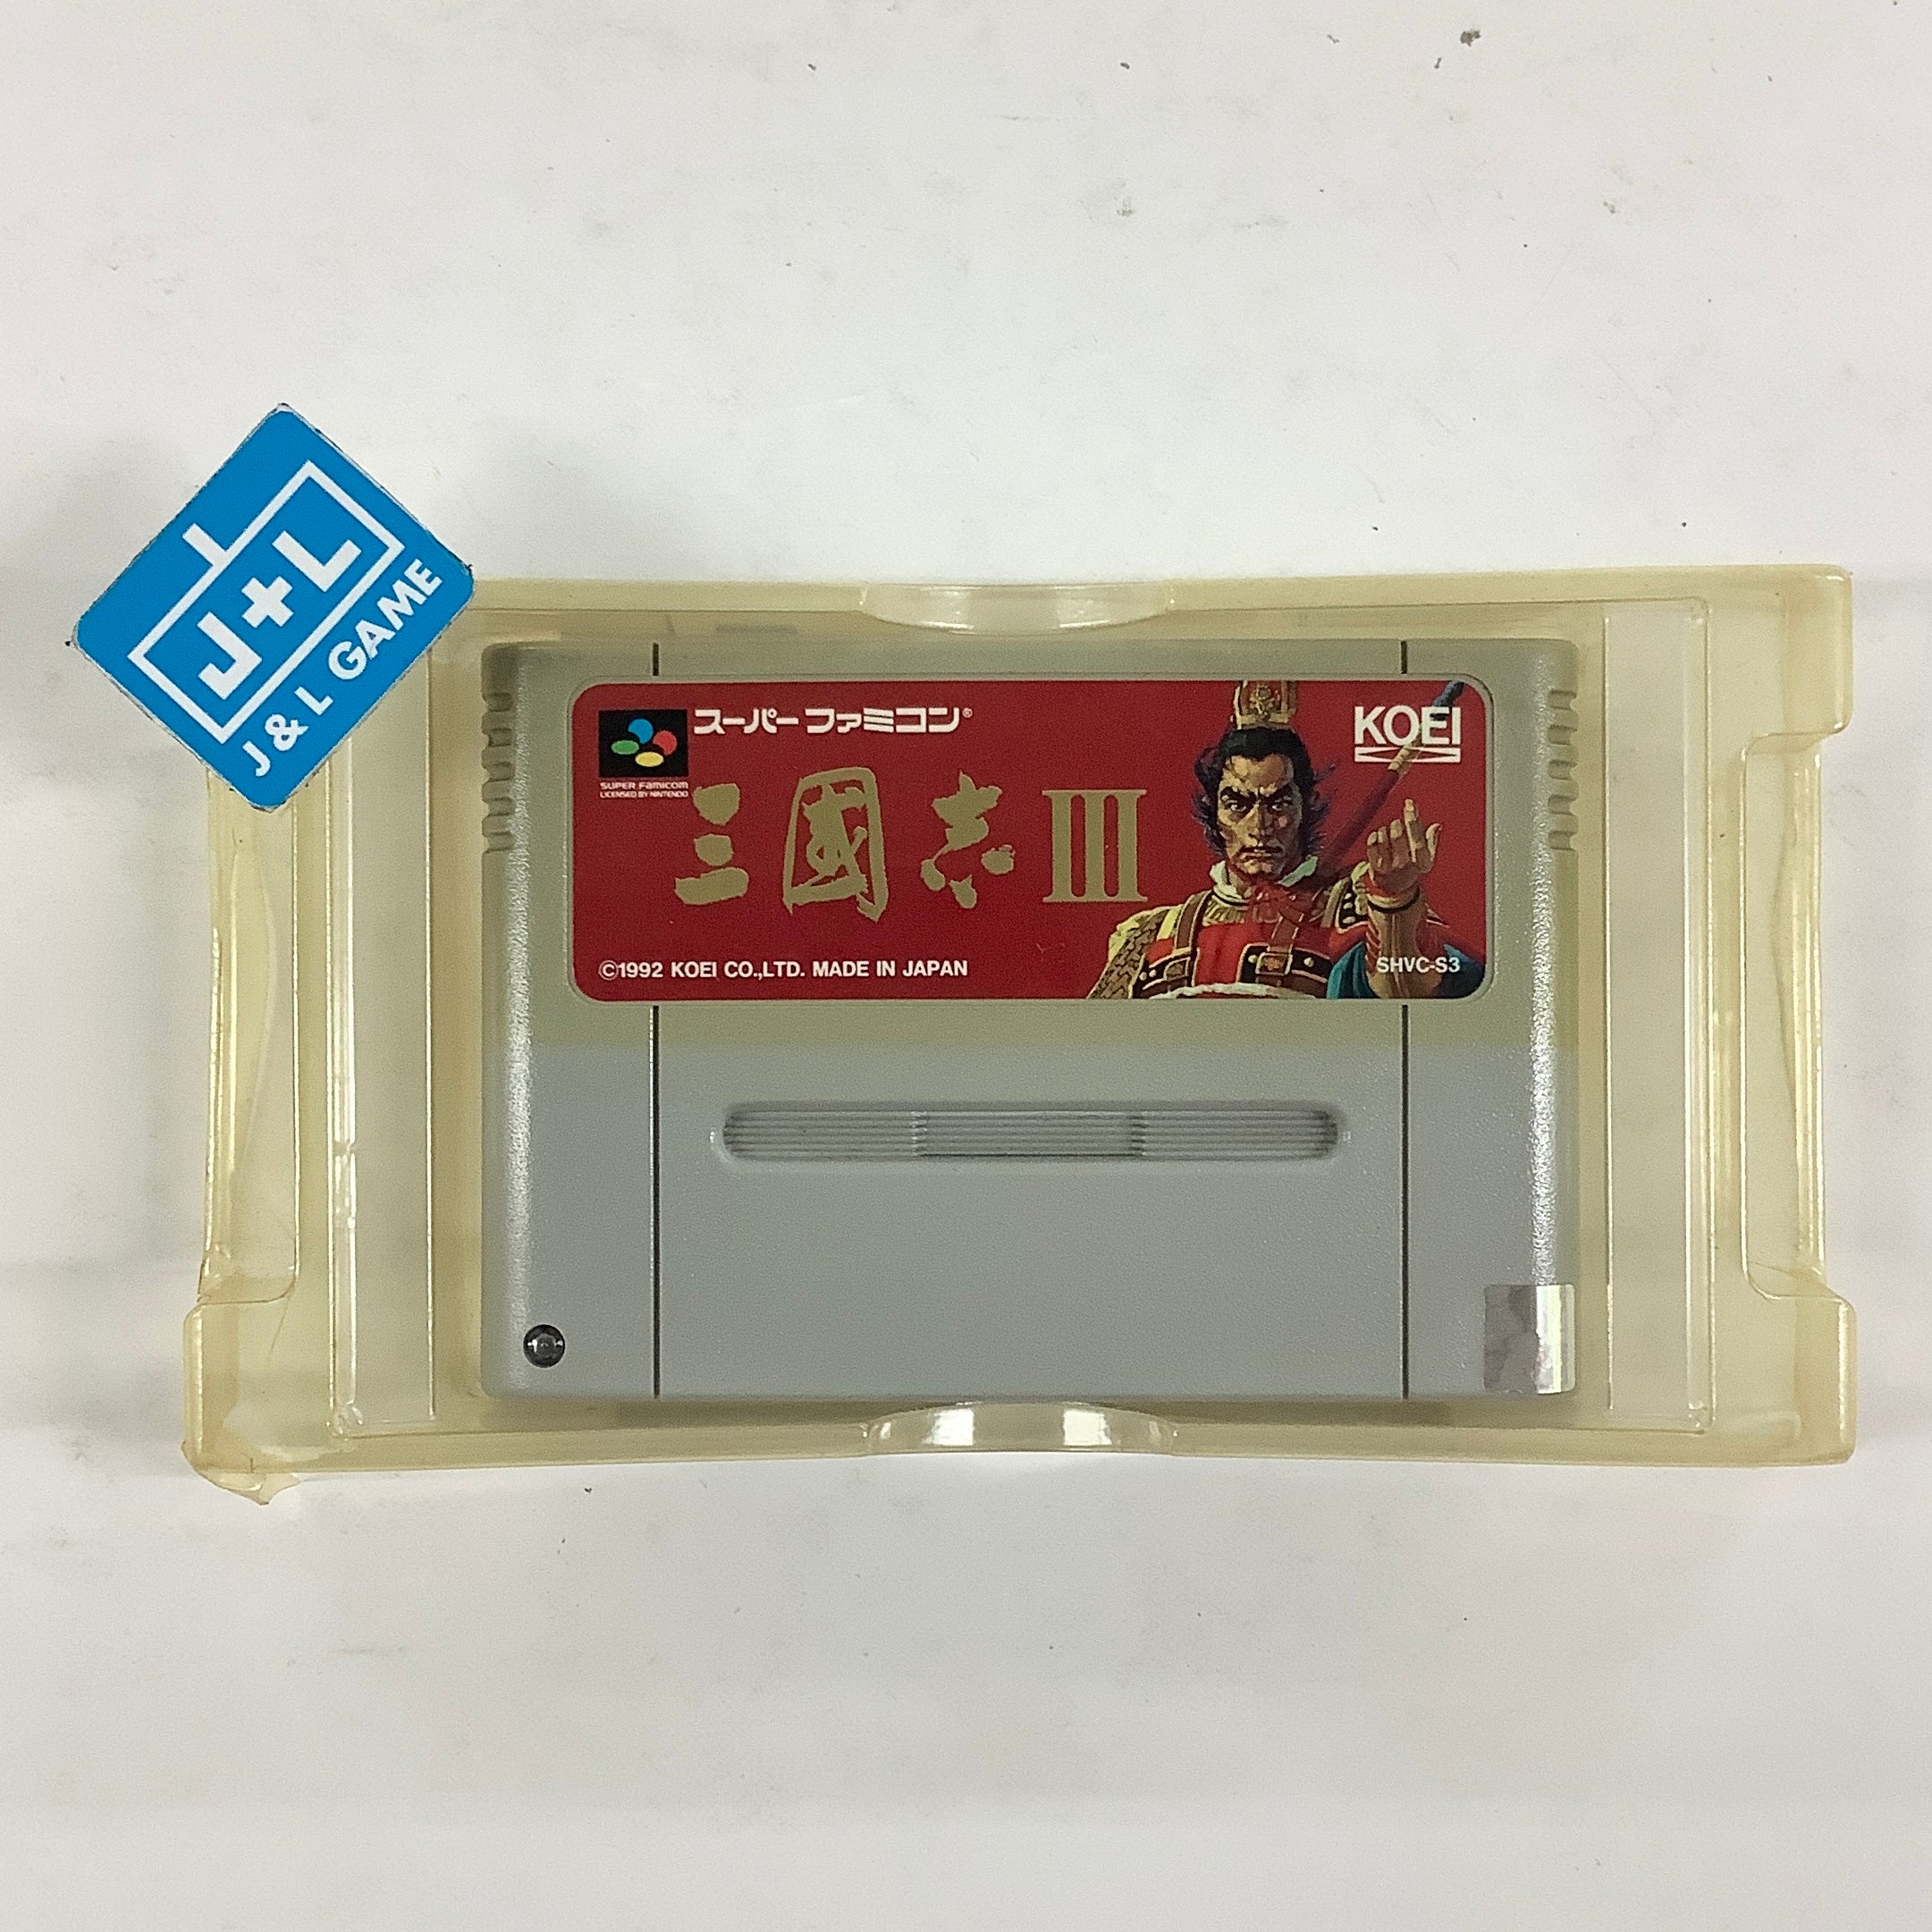 J+L
J & L GAME
スーパーファミコン®
KOEI
SUPER FAMICOM
LICENSED BY NINTENDO
三國志III
©1992 KOEI CO.,LTD. MADE IN JAPAN
SHVC-S3